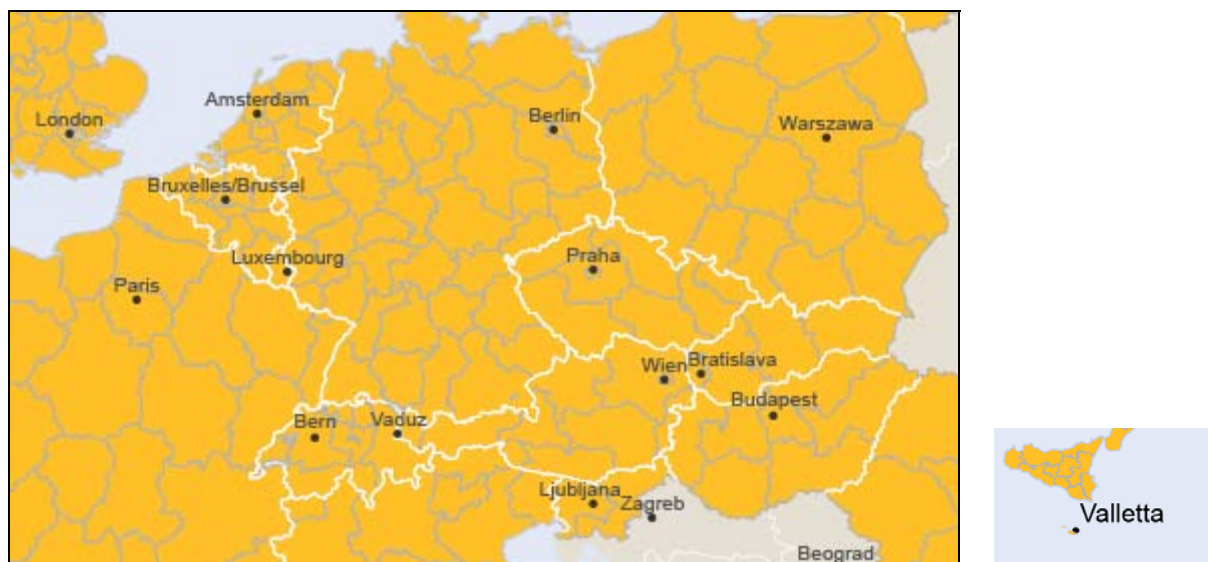 Amsterdam
London
Berlin
Warszawa
Bruxelles/Brussel
Luxembourg
Praha
Paris
Wien
Bratislava
Budapest
Bern
Vaduz
Ljubljana
Zagreb
Beograd
Valletta